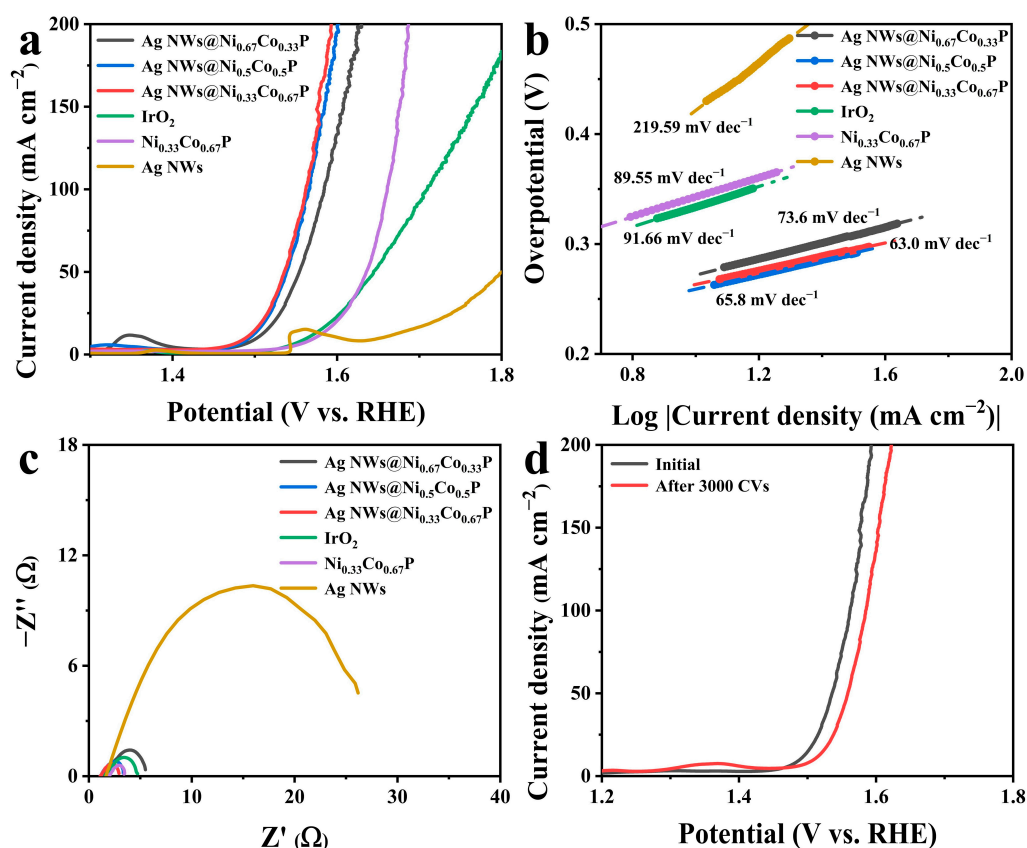 a
Current density (mA cm⁻²)
200
150
100
50
0
1.4
1.6
1.8
Potential (V vs. RHE)
Ag NWs@Ni₀.₆₇Co₀.₃₃P
Ag NWs@Ni₀.₅Co₀.₅P
Ag NWs@Ni₀.₃₃Co₀.₆₇P
IrO₂
Ni₀.₃₃Co₀.₆₇P
Ag NWs
b
Overpotential (V)
0.5
0.4
0.3
0.2
0.8
1.2
1.6
2.0
Log |Current density (mA cm⁻²)|
Ag NWs@Ni₀.₆₇Co₀.₃₃P
Ag NWs@Ni₀.₅Co₀.₅P
Ag NWs@Ni₀.₃₃Co₀.₆₇P
IrO₂
Ni₀.₃₃Co₀.₆₇P
Ag NWs
219.59 mV dec⁻¹
89.55 mV dec⁻¹
91.66 mV dec⁻¹
73.6 mV dec⁻¹
63.0 mV dec⁻¹
65.8 mV dec⁻¹
c
−Z'' (Ω)
18
12
6
0
0
10
20
30
40
Z' (Ω)
Ag NWs@Ni₀.₆₇Co₀.₃₃P
Ag NWs@Ni₀.₅Co₀.₅P
Ag NWs@Ni₀.₃₃Co₀.₆₇P
IrO₂
Ni₀.₃₃Co₀.₆₇P
Ag NWs
d
Current density (mA cm⁻²)
200
150
100
50
0
1.2
1.4
1.6
1.8
Potential (V vs. RHE)
Initial
After 3000 CVs